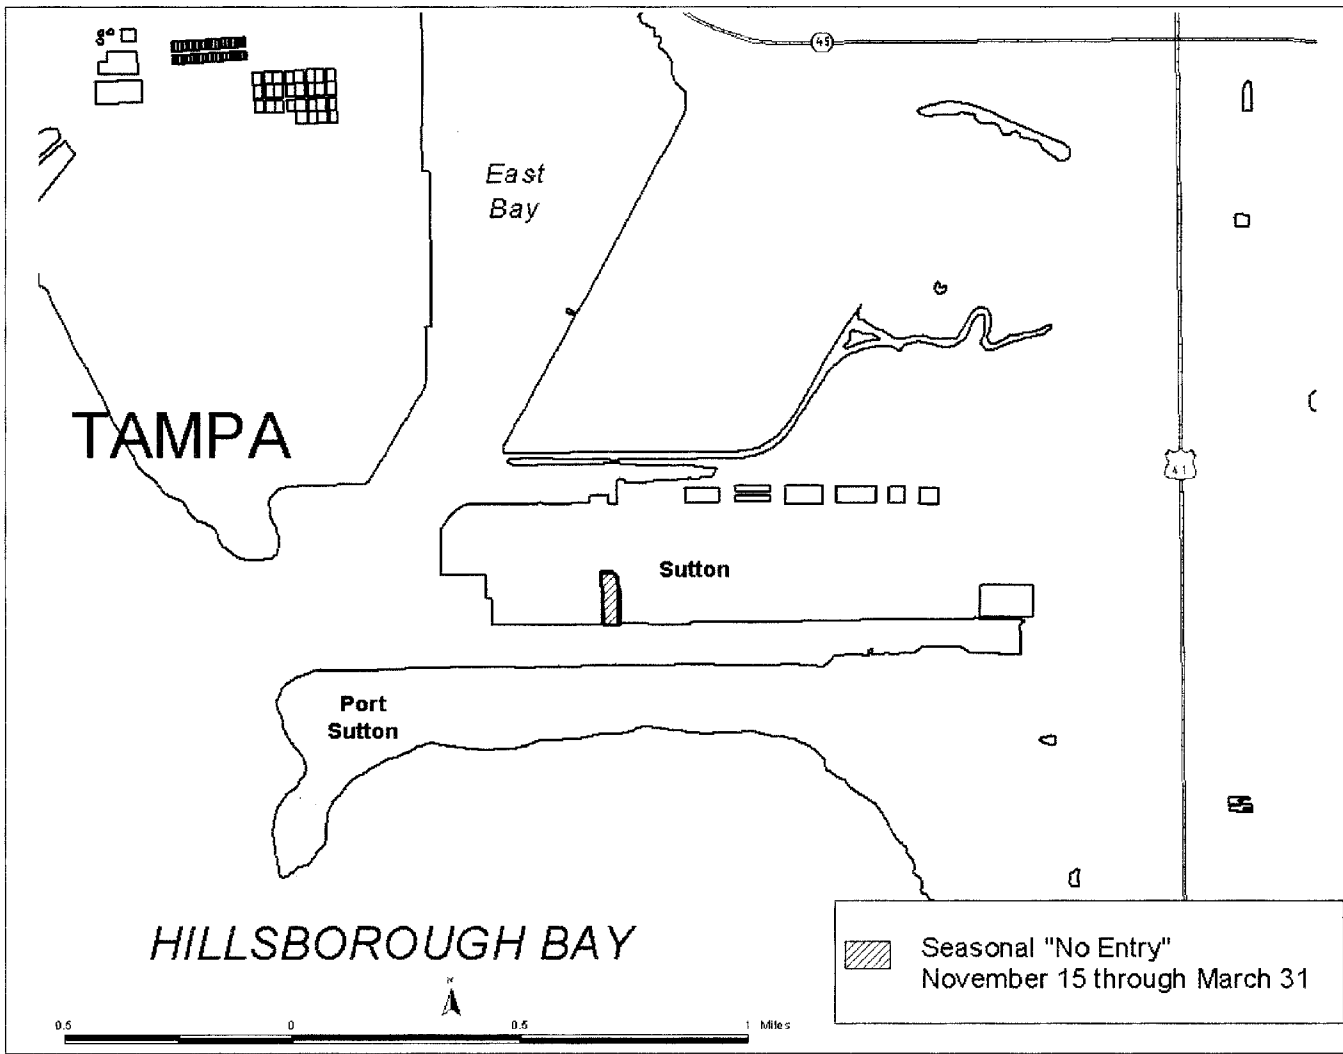 45
East
Bay
TAMPA
41
Sutton
Port
Sutton
HILLSBOROUGH BAY
Seasonal "No Entry"
November 15 through March 31
N
0.5 0 0.5 1 Miles